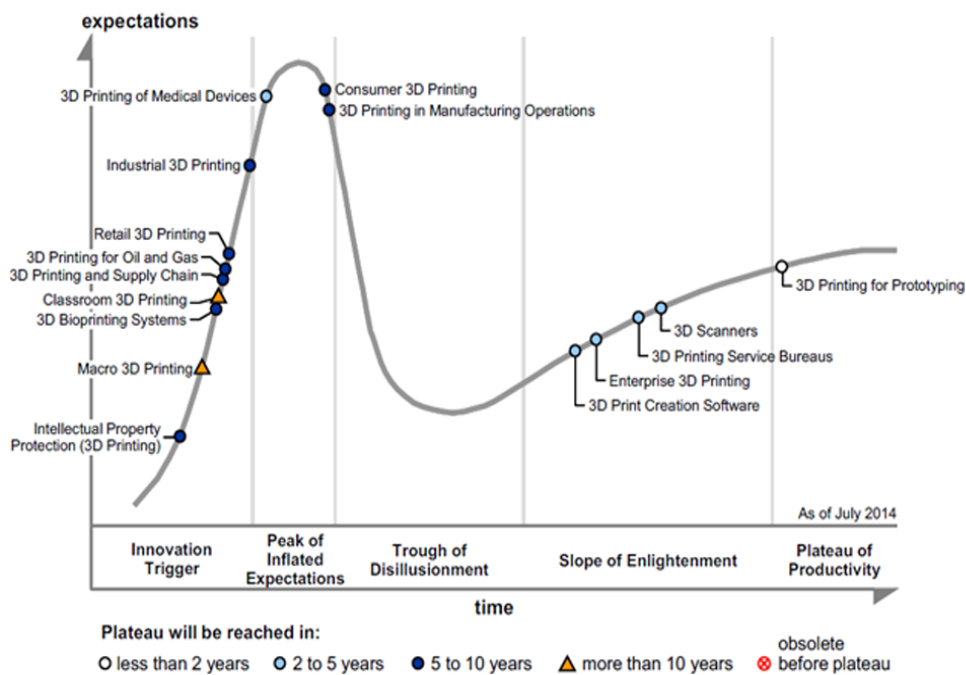 expectations
3D Printing of Medical Devices
Consumer 3D Printing
3D Printing in Manufacturing Operations
Industrial 3D Printing
Retail 3D Printing
3D Printing for Oil and Gas
3D Printing and Supply Chain
Classroom 3D Printing
3D Bioprinting Systems
Macro 3D Printing
Intellectual Property
Protection (3D Printing)
3D Printing for Prototyping
3D Scanners
3D Printing Service Bureaus
Enterprise 3D Printing
3D Print Creation Software
As of July 2014
Innovation
Trigger
Peak of
Inflated
Expectations
Trough of
Disillusionment
Slope of Enlightenment
Plateau of
Productivity
time
Plateau will be reached in:
less than 2 years
2 to 5 years
5 to 10 years
more than 10 years
obsolete
before plateau